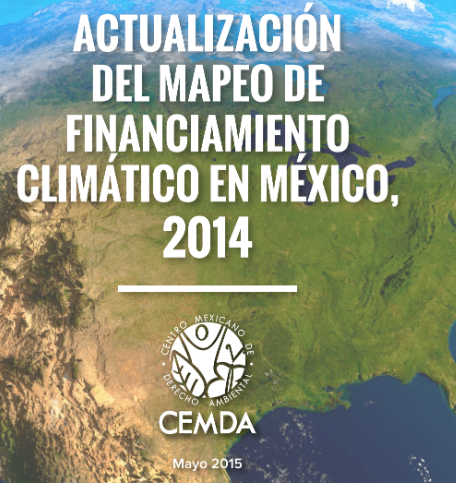 ACTUALIZACIÓN
DEL MAPEO DE
FINANCIAMIENTO
CLIMÁTICO EN MÉXICO,
2014
CENTRO MEXICANO DE
DERECHO AMBIENTAL
CEMDA
Mayo 2015